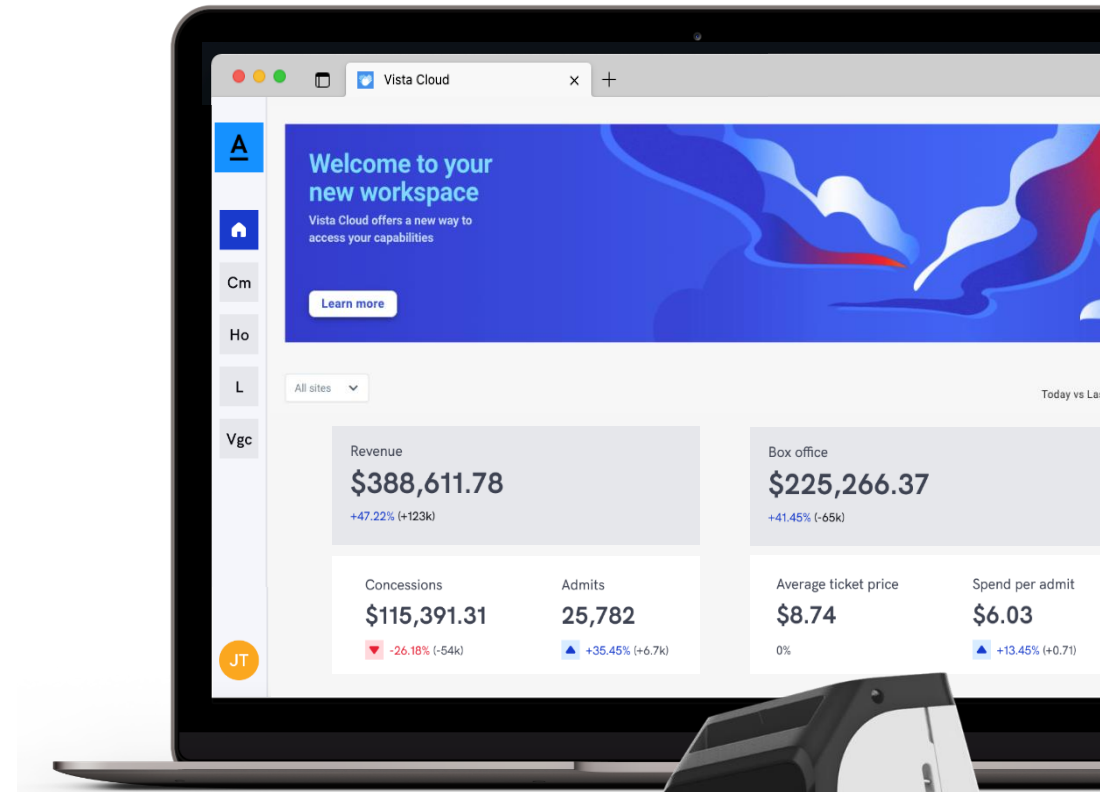 Vista Cloud
A
Welcome to your
new workspace
Vista Cloud offers a new way to
access your capabilities
Learn more
Cm
Ho
L
Vgc
All sites
Today vs
Revenue
$388,611.78
+47.22% (+123k)
Box office
$225,266.37
+41.45% (-65k)
Concessions
$115,391.31
-26.18% (-54k)
Admits
25,782
+35.45% (+6.7k)
Average ticket price
$8.74
0%
Spend per admit
$6.03
+13.45% (+0.71)
JT